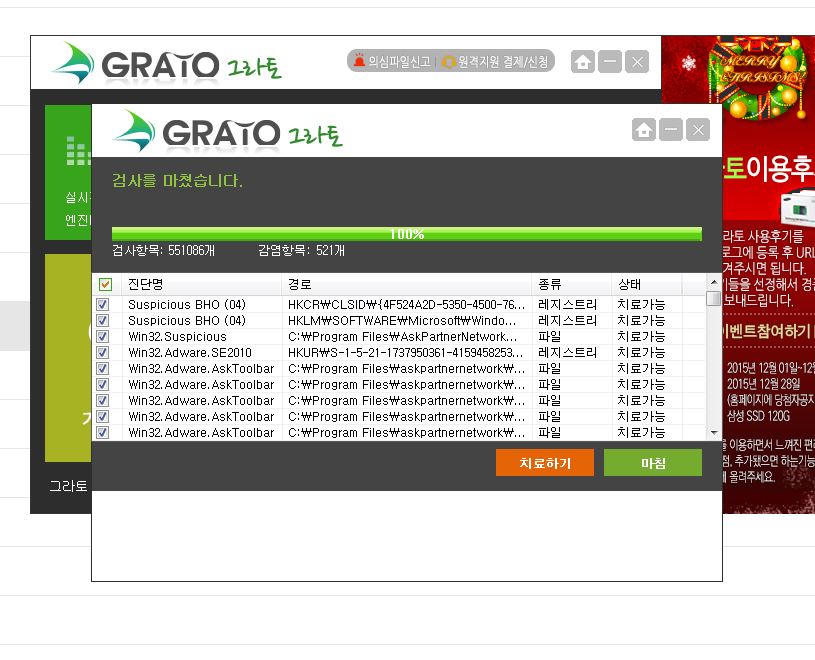 GRATO 그라토
의심파일신고 | 원격지원 결제/신청
MERRY
CHRISTMAS
GRATO 그라토
검사를 마쳤습니다.
100%
검사항목: 551086개 감염항목: 521개
진단명 경로 종류 상태
Suspicious BHO (04) HKCR₩CLSID₩{4F524A2D-5350-4500-76... 레지스트리 치료가능
Suspicious BHO (04) HKLM₩SOFTWARE₩Microsoft₩Windo... 레지스트리 치료가능
Win32.Suspicious C:₩Program Files₩AskPartnerNetwork... 파일 치료가능
Win32.Adware.SE2010 HKUR₩S-1-5-21-1737950361-4159458253... 레지스트리 치료가능
Win32.Adware.AskToolbar C:₩Program Files₩askpartnernetwork₩... 파일 치료가능
Win32.Adware.AskToolbar C:₩Program Files₩askpartnernetwork₩... 파일 치료가능
Win32.Adware.AskToolbar C:₩Program Files₩askpartnernetwork₩... 파일 치료가능
Win32.Adware.AskToolbar C:₩Program Files₩askpartnernetwork₩... 파일 치료가능
Win32.Adware.AskToolbar C:₩Program Files₩askpartnernetwork₩... 파일 치료가능
치료하기 마침
실시
엔진
그라토
토이용후
라토 사용후기를
로그에 등록 후 URL
겨주시면 됩니다.
들을 선정해서 경
보내드립니다.
이벤트참여하기
2015년 12월 01일~12
2015년 12월 28일
(홈페이지에 당첨자공지
삼성 SSD 120G
를 이용하면서 느껴진 편
점, 추가됐으면 하는기능
에 올려주세요.